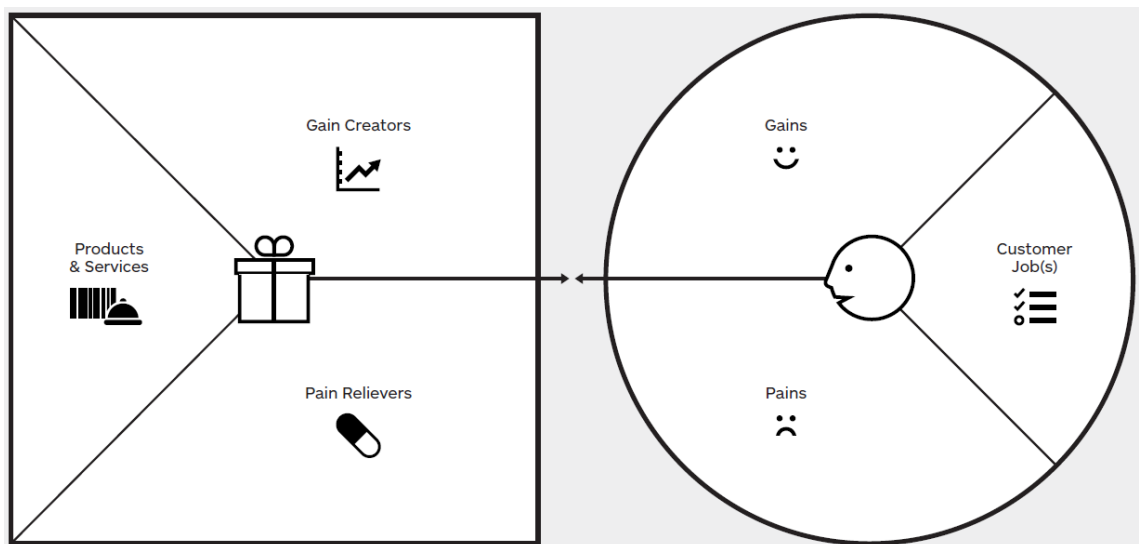 Gain Creators
Products
& Services
Pain Relievers
Gains
Customer
Job(s)
Pains